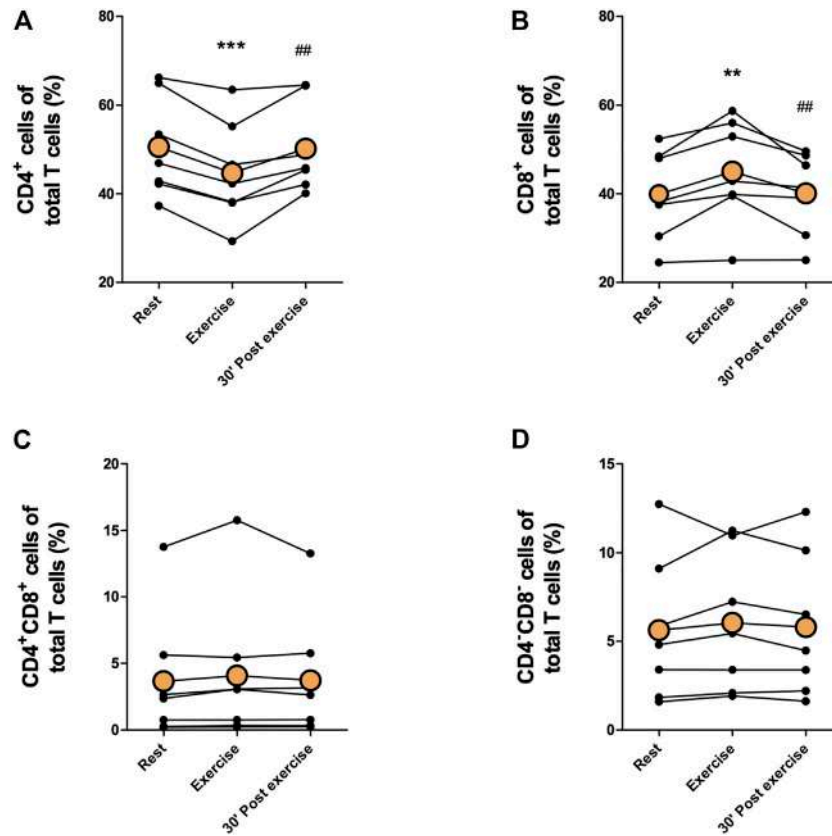 A
CD4⁺ cells of
total T cells (%)
80
60
40
20
***
##
Rest
Exercise
30' Post exercise
B
CD8⁺ cells of
total T cells (%)
80
60
40
20
**
##
Rest
Exercise
30' Post exercise
C
CD4⁺CD8⁺ cells of
total T cells (%)
20
15
10
5
0
Rest
Exercise
30' Post exercise
D
CD4⁻CD8⁻ cells of
total T cells (%)
15
10
5
0
Rest
Exercise
30' Post exercise